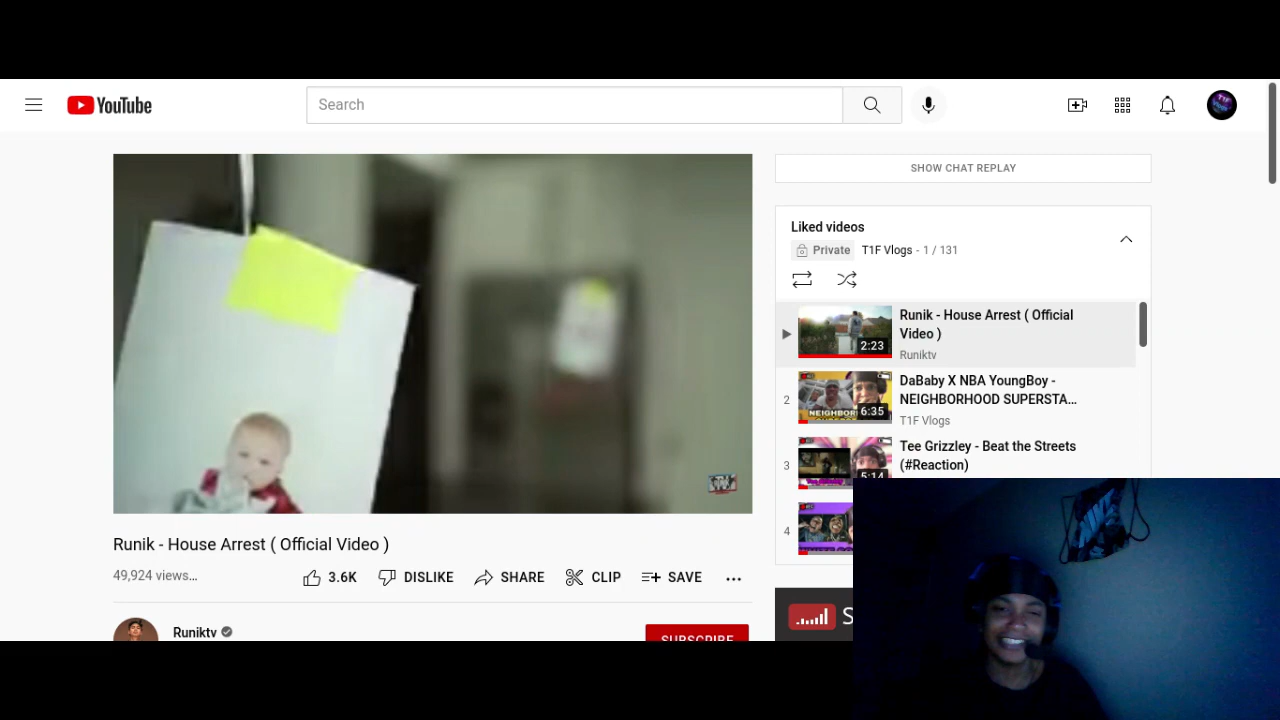 YouTube
Search
SHOW CHAT REPLAY
Liked videos
Private T1F Vlogs - 1 / 131
Runik - House Arrest ( Official
Video )
2:23
Runiktv
2
DaBaby X NBA YoungBoy -
NEIGHBORHOOD SUPERSTA…
6:35
T1F Vlogs
3
Tee Grizzley - Beat the Streets
(#Reaction)
5:14
4
Runik - House Arrest ( Official Video )
49,924 views…
3.6K
DISLIKE
SHARE
CLIP
SAVE
Runiktv
SUBSCRIBE
S